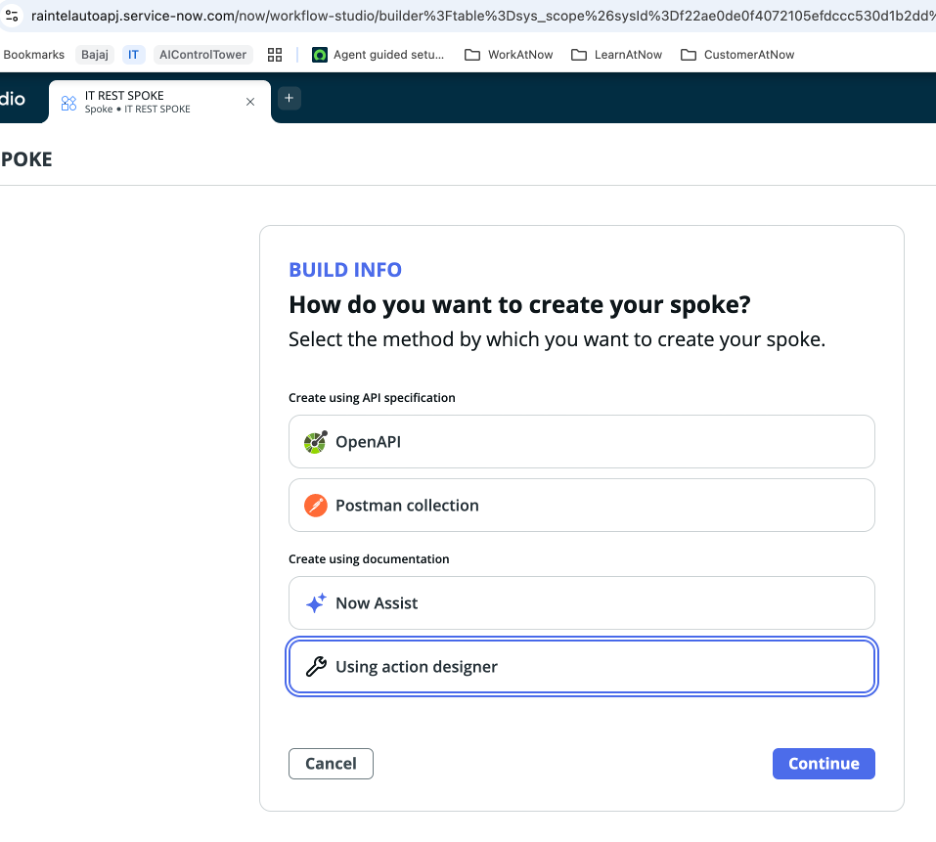 raintelautoapj.service-now.com/now/workflow-studio/builder%3Ftable%3Dsys_scope%26sysId%3Df22ae0de0f4072105efdccc530d1b2dd%
Bookmarks Bajaj IT AIControlTower Agent guided setu... WorkAtNow LearnAtNow CustomerAtNow
dio
IT REST SPOKE
Spoke • IT REST SPOKE
POKE
BUILD INFO
How do you want to create your spoke?
Select the method by which you want to create your spoke.
Create using API specification
OpenAPI
Postman collection
Create using documentation
Now Assist
Using action designer
Cancel Continue